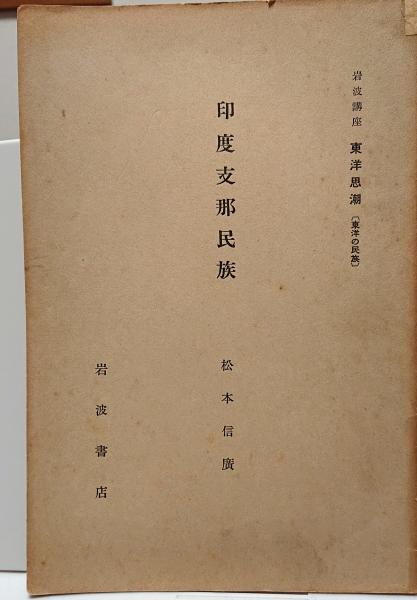 岩波講座 東洋思潮 〔東洋の民族〕
印度支那民族
松本信廣
岩波書店